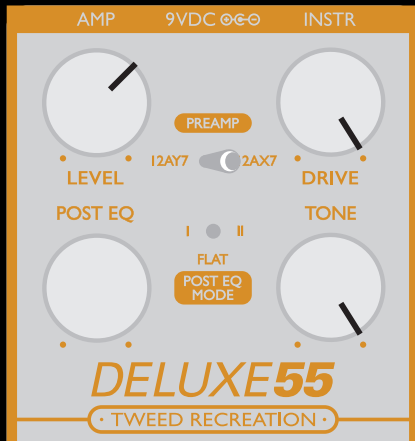 AMP 9VDC INSTR
PREAMP
12AY7 2AX7
LEVEL DRIVE
POST EQ TONE
I II
FLAT
POST EQ
MODE
DELUXE55
· TWEED RECREATION ·